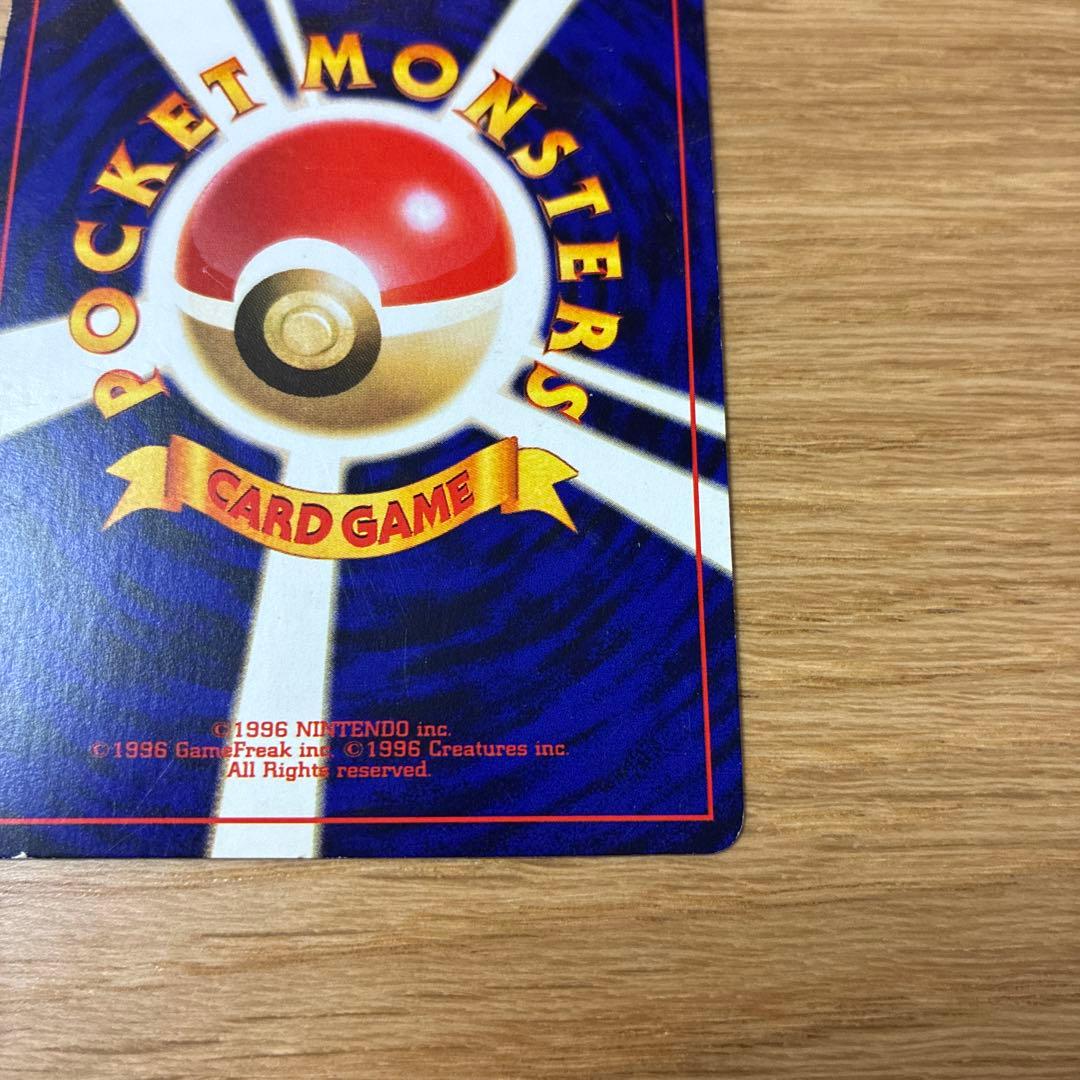 POCKET MONSTERS
CARD GAME
©1996 NINTENDO inc.
©1996 GameFreak inc. ©1996 Creatures inc.
All Rights reserved.